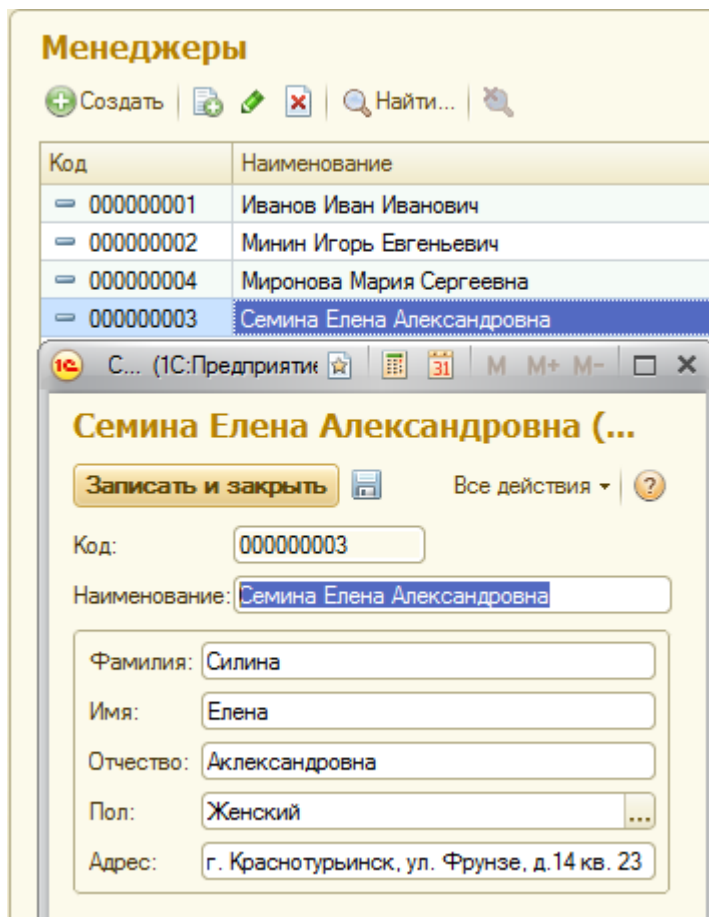 Менеджеры
Создать Найти...
Код Наименование
000000001 Иванов Иван Иванович
000000002 Минин Игорь Евгеньевич
000000004 Миронова Мария Сергеевна
000000003 Семина Елена Александровна
1С С... (1С:Предприятие 31 M M+ M-
Семина Елена Александровна (...
Записать и закрыть Все действия ?
Код: 000000003
Наименование: Семина Елена Александровна
Фамилия: Силина
Имя: Елена
Отчество: Аклександровна
Пол: Женский ...
Адрес: г. Краснотурьинск, ул. Фрунзе, д.14 кв. 23